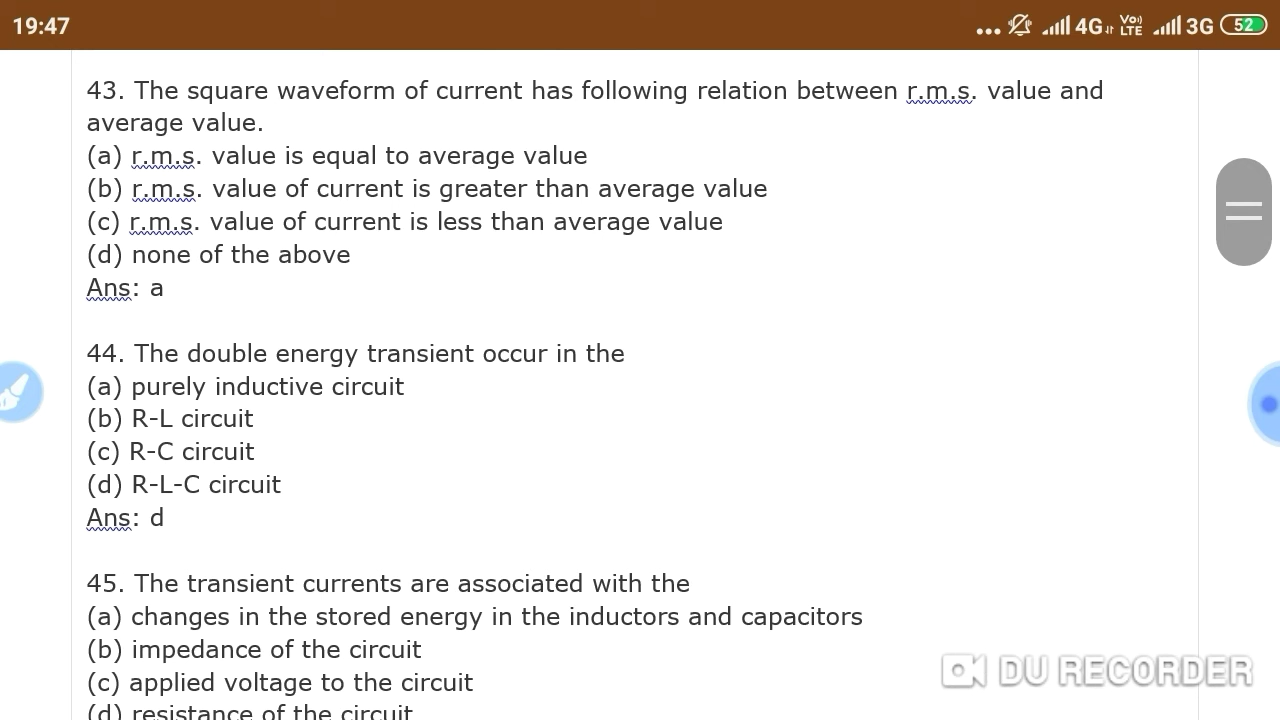 19:47
4G Vo) LTE 3G 52
43. The square waveform of current has following relation between r.m.s. value and
average value.
(a) r.m.s. value is equal to average value
(b) r.m.s. value of current is greater than average value
(c) r.m.s. value of current is less than average value
(d) none of the above
Ans: a
44. The double energy transient occur in the
(a) purely inductive circuit
(b) R-L circuit
(c) R-C circuit
(d) R-L-C circuit
Ans: d
45. The transient currents are associated with the
(a) changes in the stored energy in the inductors and capacitors
(b) impedance of the circuit
(c) applied voltage to the circuit
(d) resistance of the circuit
DU RECORDER